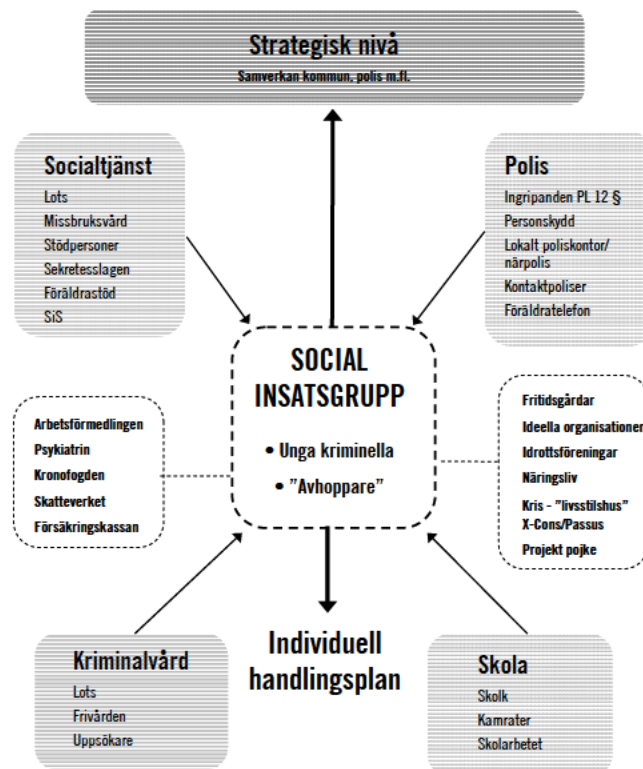 Strategisk nivå
Samverkan kommun, polis m.fl.
Socialtjänst
Lots
Missbruksvård
Stödpersoner
Sekretesslagen
Föräldrastöd
SiS
Polis
Ingripanden PL 12 §
Personskydd
Lokalt poliskontor/
närpolis
Kontaktpoliser
Föräldratelefon
SOCIAL
INSATSGRUPP
• Unga kriminella
• ”Avhoppare”
Arbetsförmedlingen
Psykiatrin
Kronofogden
Skatteverket
Försäkringskassan
Fritidsgårdar
Ideella organisationer
Idrottsföreningar
Näringsliv
Kris - ”livsstilshus”
X-Cons/Passus
Projekt pojke
Kriminalvård
Lots
Frivården
Uppsökare
Individuell
handlingsplan
Skola
Skolk
Kamrater
Skolarbetet